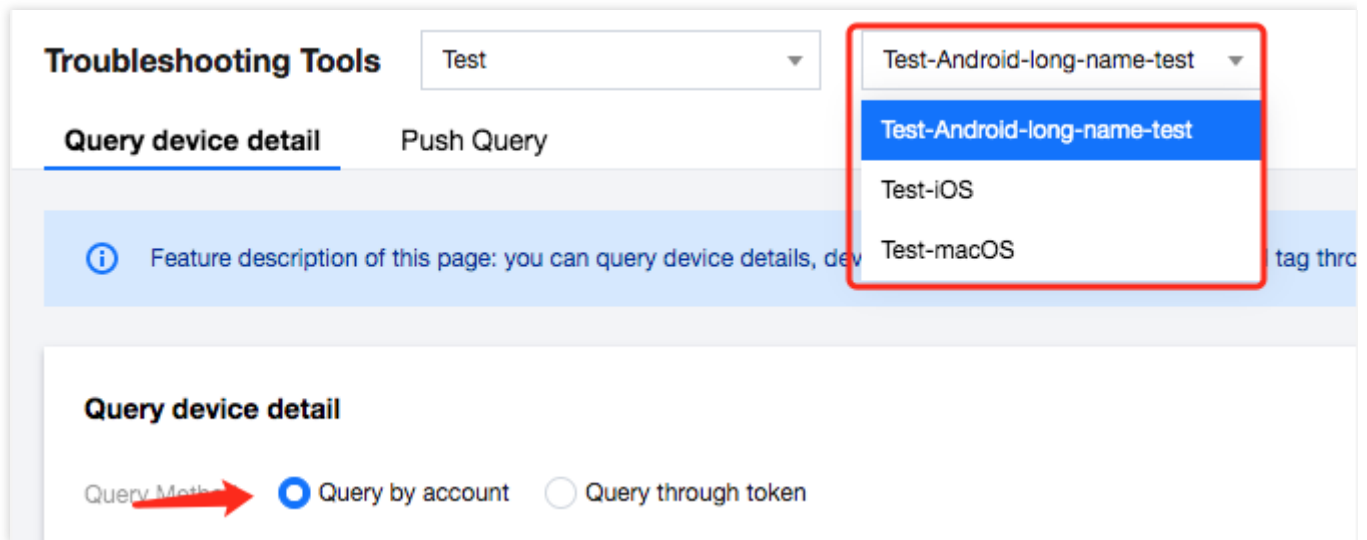 Troubleshooting Tools Test Test-Android-long-name-test
Query device detail Push Query Test-Android-long-name-test
Test-iOS
Test-macOS
Feature description of this page: you can query device details, tag
Query device detail
Query Query by account Query through token